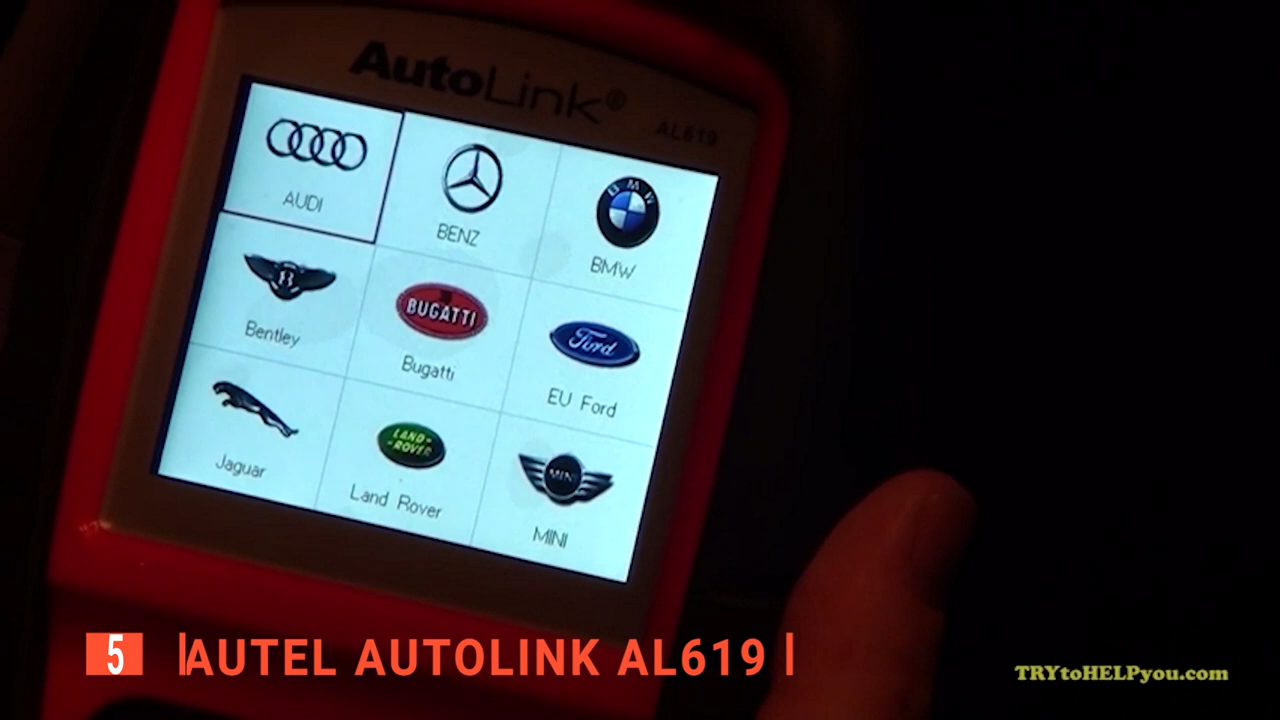 AutoLink®
AL619
AUDI
BENZ
BMW
BMW
Bentley
B
BUGATTI
Bugatti
Ford
EU Ford
Jaguar
LAND-
-ROVER
Land Rover
MINI
MINI
5 AUTEL AUTOLINK AL619
TRYtoHELPyou.com